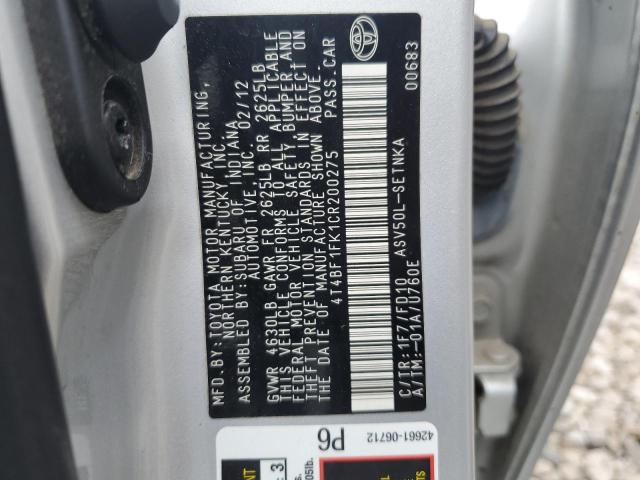 MFD.BY:TOYOTA MOTOR MANUFACTURING,
NORTHERN KENTUCKY,INC.
ASSEMBLED BY:SUBARU OF INDIANA
AUTOMOTIVE,INC. 02/12
GVWR 4630LB GAWR FR 2625LB RR 2625LB
THIS VEHICLE CONFORMS TO ALL APPLICABLE
FEDERAL MOTOR VEHICLE SAFETY,BUMPER,AND
THEFT PREVENTION STANDARDS IN EFFECT ON
THE DATE OF MANUFACTURE SHOWN ABOVE.
4T4BF1FK1CR200275 PASS.CAR
C/TR:1F7/FD10 ASV50L-SETNKA 00683
A/TM:-01A/U760E
P6
42661-06712
3